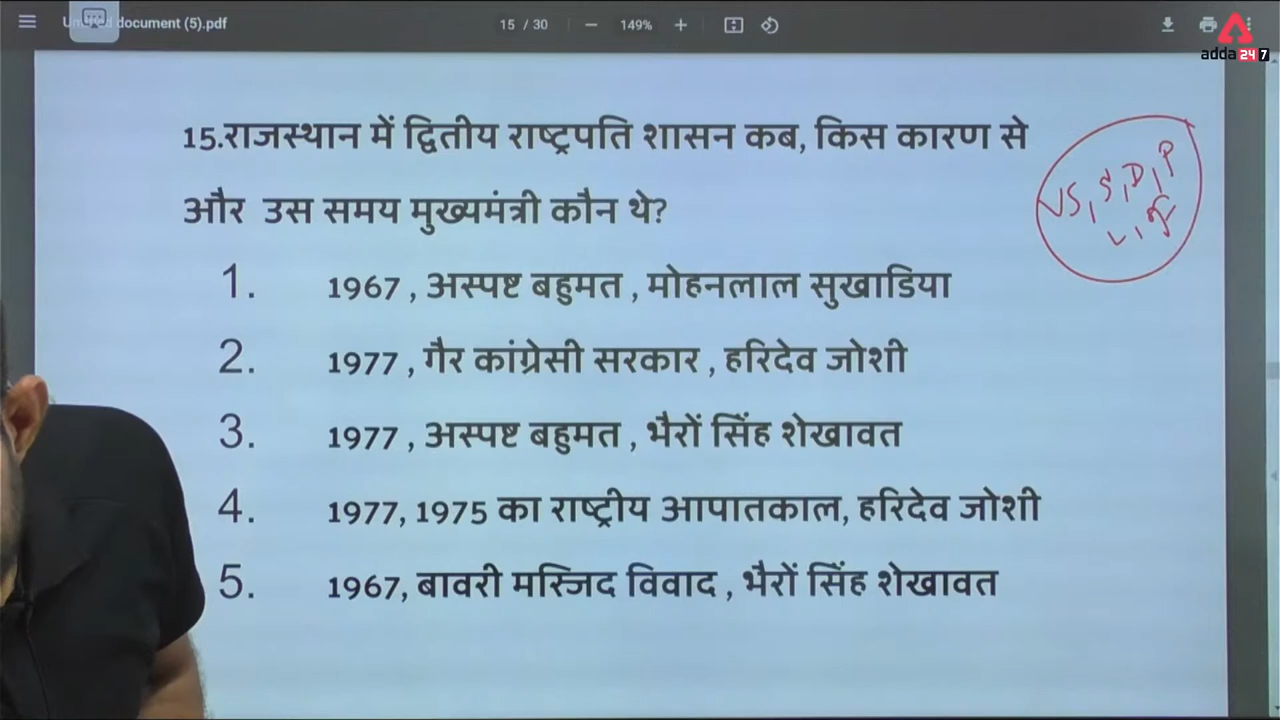 document (5).pdf
15 / 30
149%
adda 24 7
15.राजस्थान में द्वितीय राष्ट्रपति शासन कब, किस कारण से
और उस समय मुख्यमंत्री कौन थे?
1. 1967 , अस्पष्ट बहुमत , मोहनलाल सुखाडिया
2. 1977 , गैर कांग्रेसी सरकार , हरिदेव जोशी
3. 1977 , अस्पष्ट बहुमत , भैरों सिंह शेखावत
4. 1977, 1975 का राष्ट्रीय आपातकाल, हरिदेव जोशी
5. 1967, बावरी मस्जिद विवाद , भैरों सिंह शेखावत